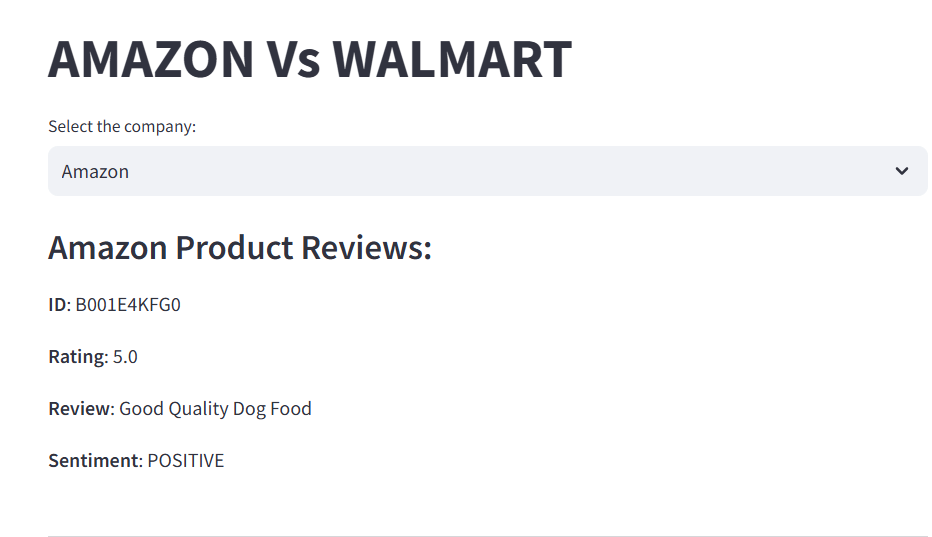 AMAZON Vs WALMART
Select the company:
Amazon
Amazon Product Reviews:
ID: B001E4KFG0
Rating: 5.0
Review: Good Quality Dog Food
Sentiment: POSITIVE